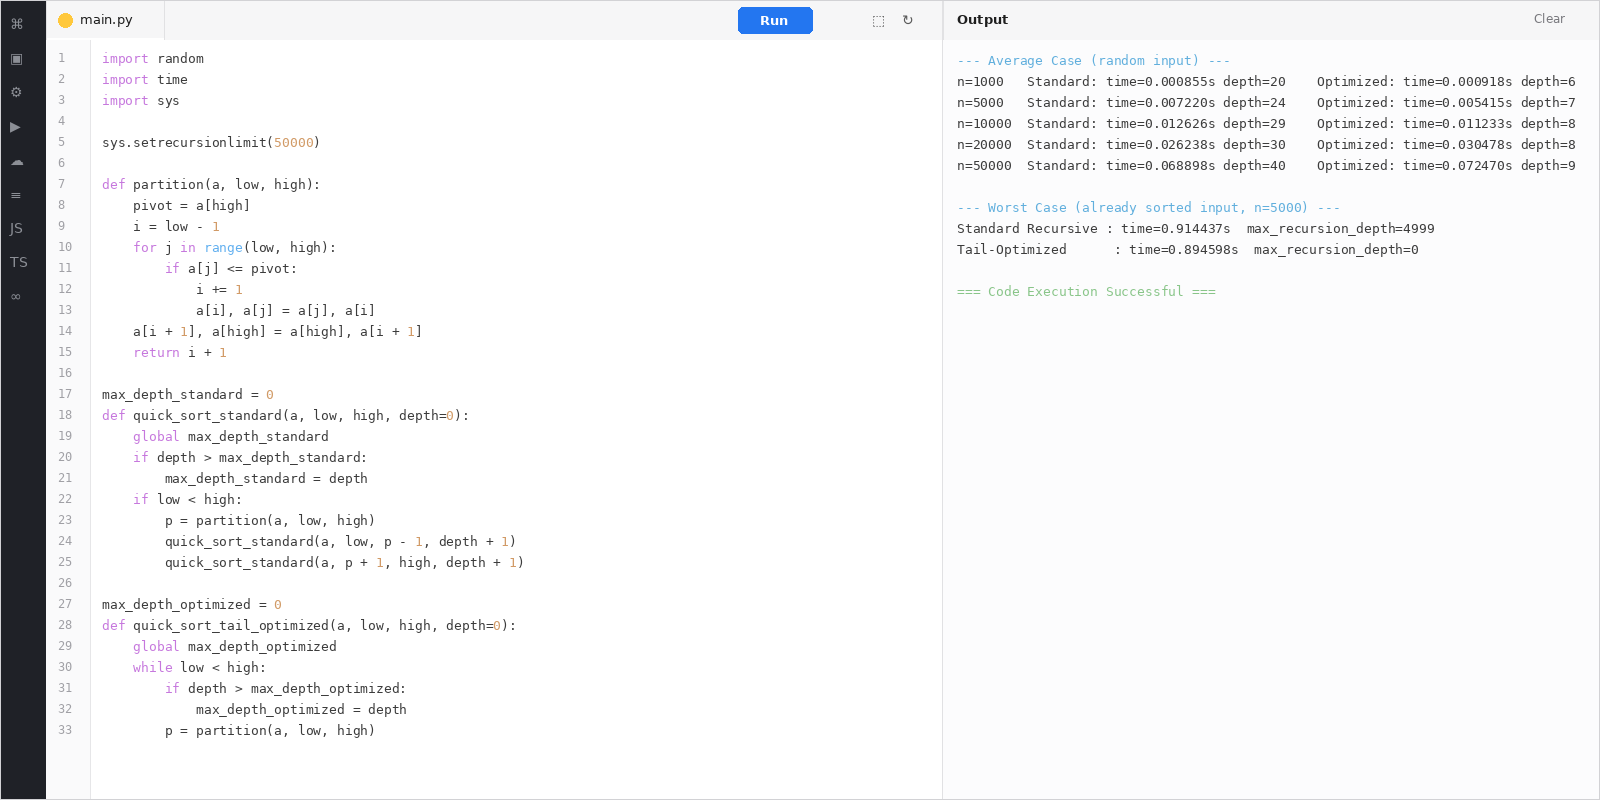 main.py
Run
Output
Clear
JS
TS
1 import random
2 import time
3 import sys
4
5 sys.setrecursionlimit(50000)
6
7 def partition(a, low, high):
8     pivot = a[high]
9     i = low - 1
10     for j in range(low, high):
11         if a[j] <= pivot:
12             i += 1
13             a[i], a[j] = a[j], a[i]
14     a[i + 1], a[high] = a[high], a[i + 1]
15     return i + 1
16
17 max_depth_standard = 0
18 def quick_sort_standard(a, low, high, depth=0):
19     global max_depth_standard
20     if depth > max_depth_standard:
21         max_depth_standard = depth
22     if low < high:
23         p = partition(a, low, high)
24         quick_sort_standard(a, low, p - 1, depth + 1)
25         quick_sort_standard(a, p + 1, high, depth + 1)
26
27 max_depth_optimized = 0
28 def quick_sort_tail_optimized(a, low, high, depth=0):
29     global max_depth_optimized
30     while low < high:
31         if depth > max_depth_optimized:
32             max_depth_optimized = depth
33         p = partition(a, low, high)
--- Average Case (random input) ---
n=1000   Standard: time=0.000855s depth=20    Optimized: time=0.000918s depth=6
n=5000   Standard: time=0.007220s depth=24    Optimized: time=0.005415s depth=7
n=10000  Standard: time=0.012626s depth=29    Optimized: time=0.011233s depth=8
n=20000  Standard: time=0.026238s depth=30    Optimized: time=0.030478s depth=8
n=50000  Standard: time=0.068898s depth=40    Optimized: time=0.072470s depth=9

--- Worst Case (already sorted input, n=5000) ---
Standard Recursive : time=0.914437s  max_recursion_depth=4999
Tail-Optimized      : time=0.894598s  max_recursion_depth=0

=== Code Execution Successful ===